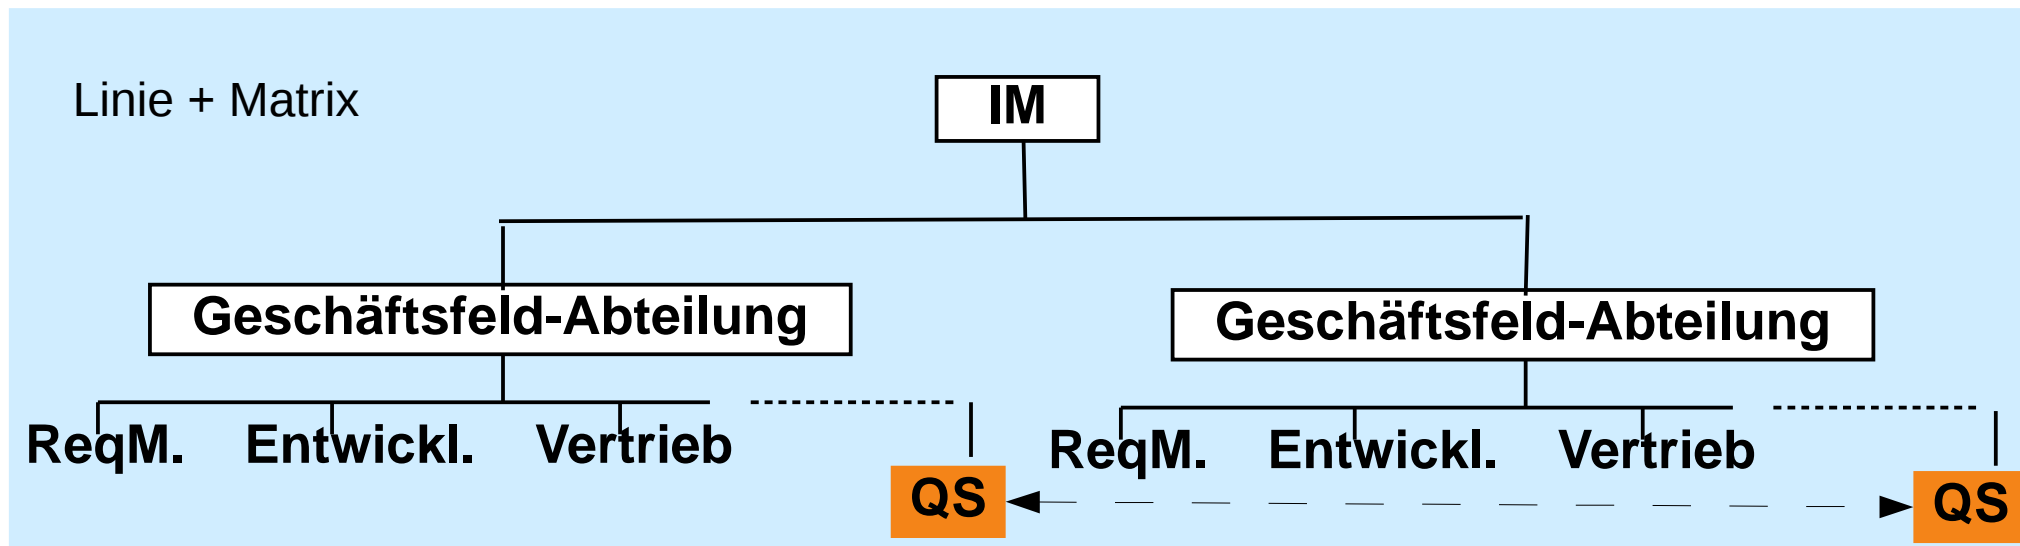 Linie + Matrix
IM
Geschäftsfeld-Abteilung
Geschäftsfeld-Abteilung
ReqM. Entwickl. Vertrieb
ReqM. Entwickl. Vertrieb
QS
QS